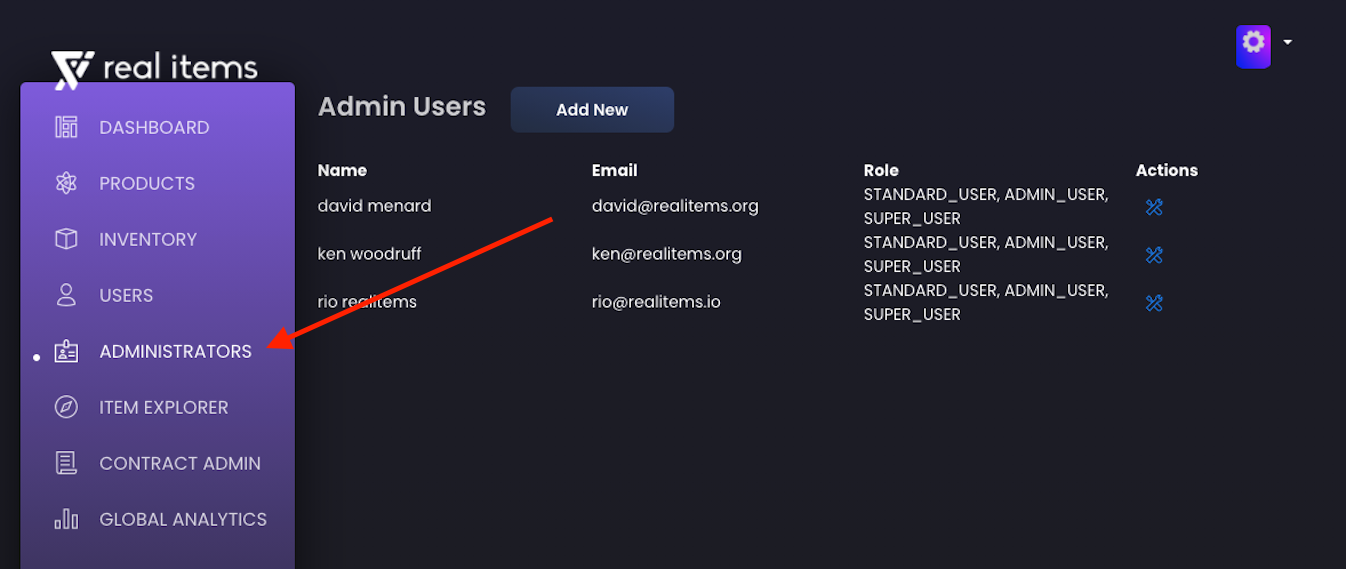 real items
DASHBOARD
PRODUCTS
INVENTORY
USERS
ADMINISTRATORS
ITEM EXPLORER
CONTRACT ADMIN
GLOBAL ANALYTICS
Admin Users Add New
Name Email Role Actions
david menard david@realitems.org STANDARD_USER, ADMIN_USER,
SUPER_USER
ken woodruff ken@realitems.org STANDARD_USER, ADMIN_USER,
SUPER_USER
rio realitems rio@realitems.io STANDARD_USER, ADMIN_USER,
SUPER_USER